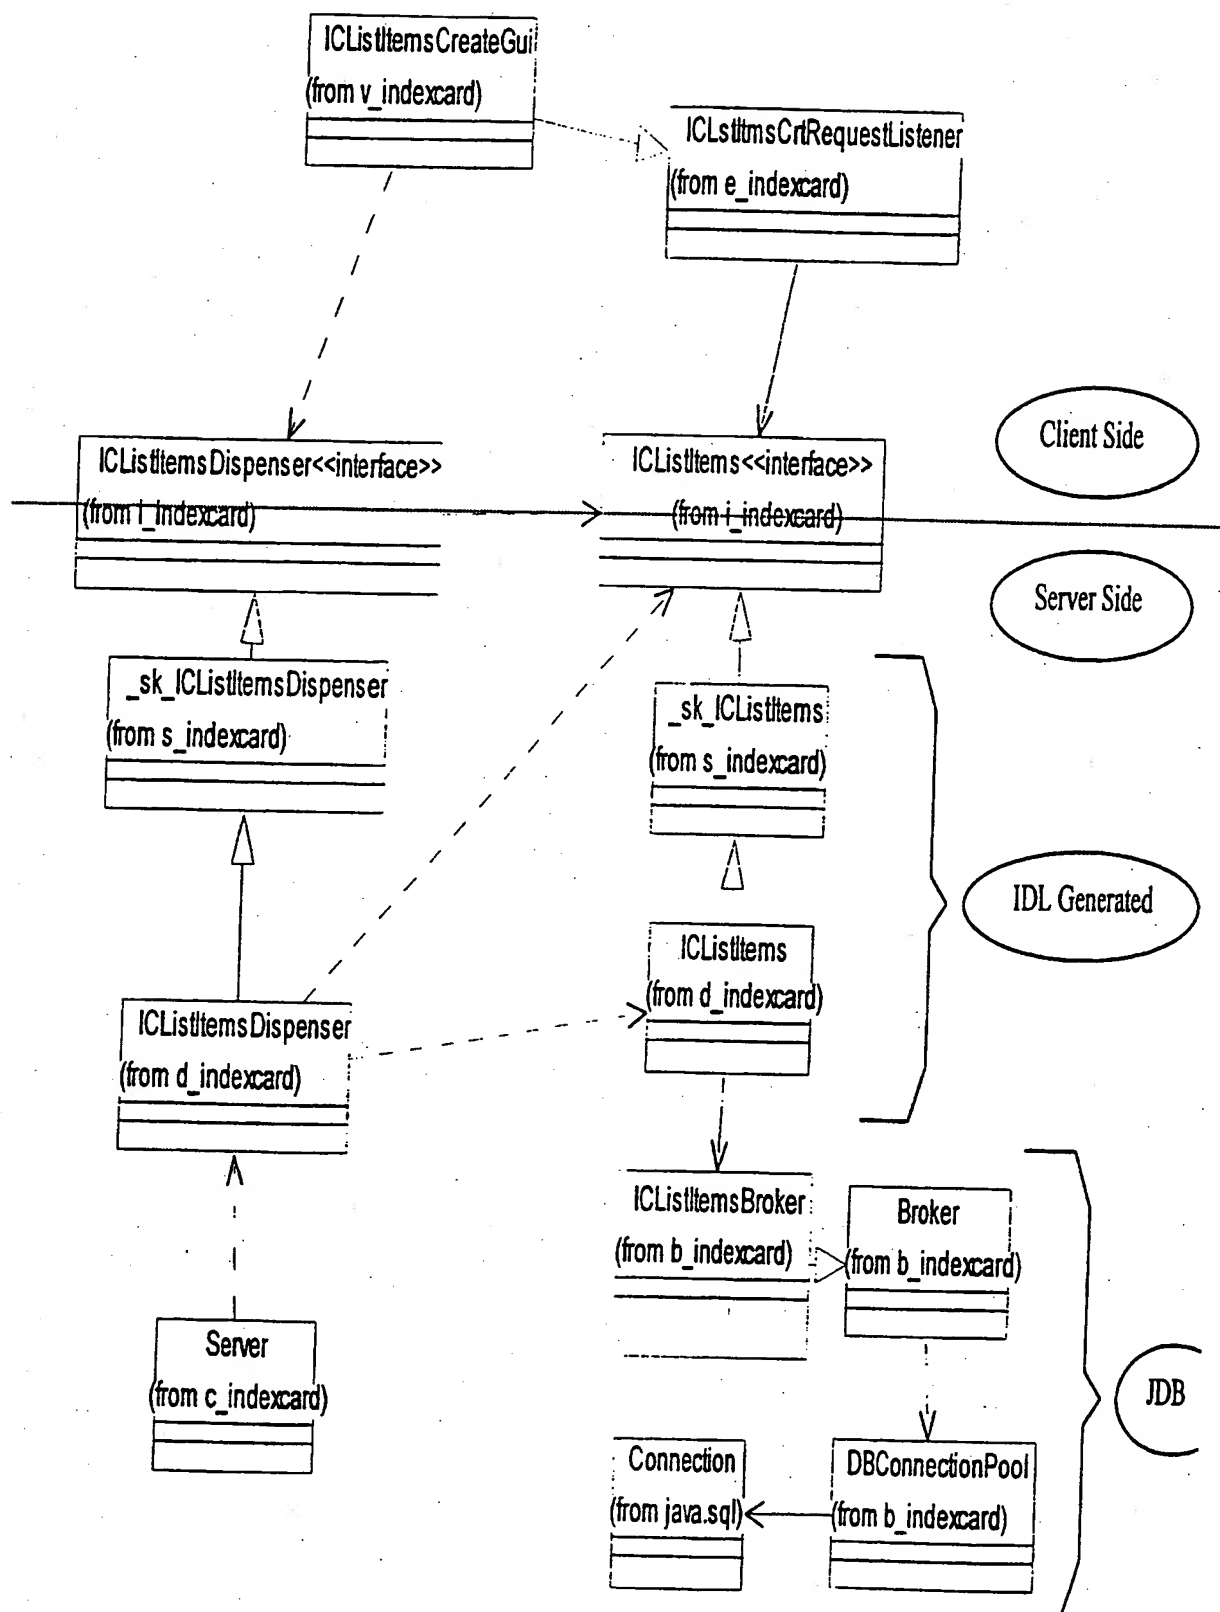 ICListItemsCreateGui
(from v_indexcard)
ICLstItmsCrtRequestListener
(from e_indexcard)
Client Side
ICListItemsDispenser<<interface>>
(from i_indexcard)
ICListItems<<interface>>
(from i_indexcard)
Server Side
_sk_ICListItemsDispenser
(from s_indexcard)
_sk_ICListItems
(from s_indexcard)
IDL Generated
ICListItems
(from d_indexcard)
ICListItemsDispenser
(from d_indexcard)
ICListItemsBroker
(from b_indexcard)
Broker
(from b_indexcard)
Server
(from c_indexcard)
JDB
Connection
(from java.sql)
DBConnectionPool
(from b_indexcard)